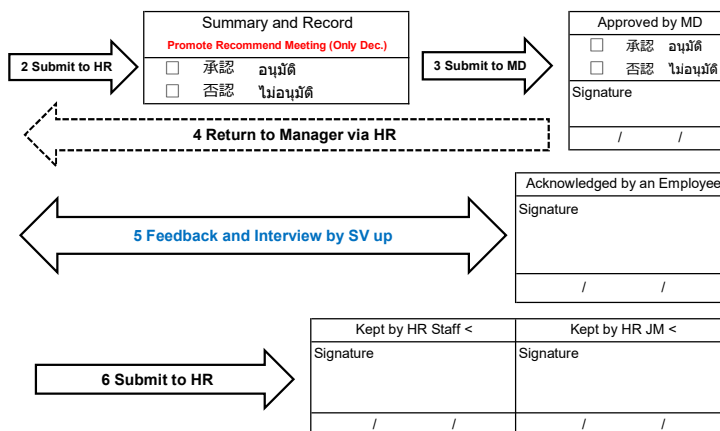 Summary and Record
Promote Recommend Meeting (Only Dec.)
☐ 承認 อนุมัติ
☐ 否認 ไม่อนุมัติ
2 Submit to HR
3 Submit to MD
Approved by MD
☐ 承認 อนุมัติ
☐ 否認 ไม่อนุมัติ
Signature
/ /
4 Return to Manager via HR
Acknowledged by an Employee
Signature
/ /
5 Feedback and Interview by SV up
Kept by HR Staff <
Signature
/ /
Kept by HR JM <
Signature
/ /
6 Submit to HR